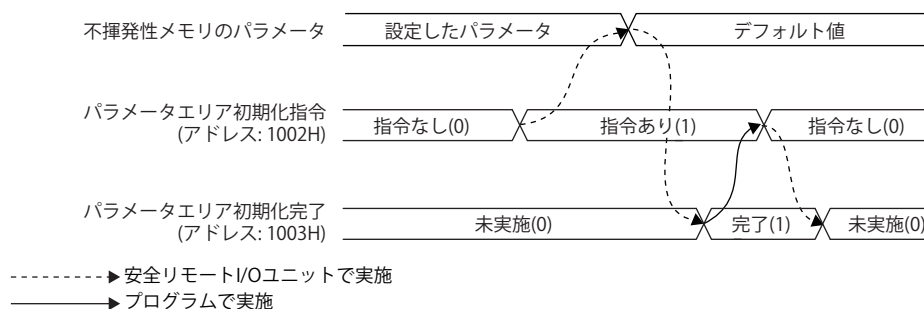 不揮発性メモリのパラメータ
設定したパラメータ
デフォルト値
パラメータエリア初期化指令
(アドレス: 1002H)
指令なし(0)
指令あり(1)
指令なし(0)
パラメータエリア初期化完了
(アドレス: 1003H)
未実施(0)
完了(1)
未実施(0)
安全リモートI/Oユニットで実施
プログラムで実施